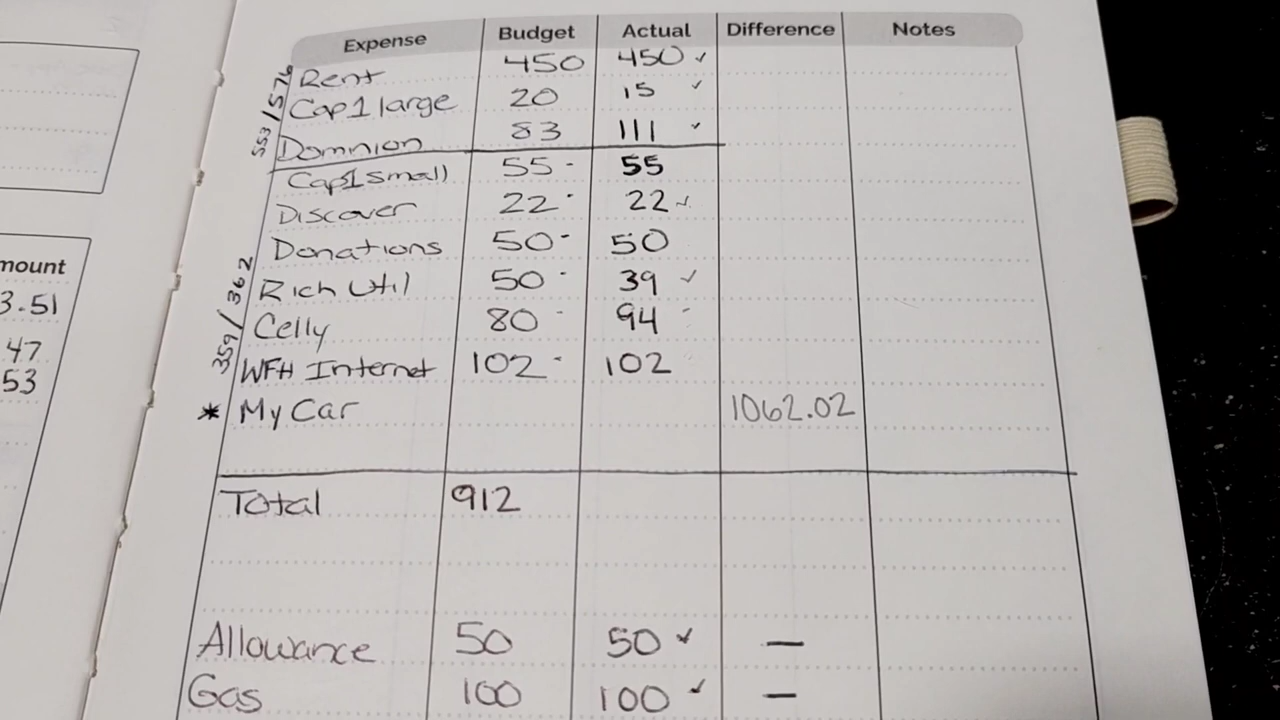 Expense Budget Actual Difference Notes
553/576
Rent 450 450 ✓
Cap1 large 20 15 ✓
Domnion 83 111 ✓
Cap1 small 55 - 55
Discover 22 - 22 ✓
Donations 50 - 50
359/362
Rich Util 50 - 39 ✓
Celly 80 - 94 -
WFH Internet 102 - 102
* My Car 1062.02
Total 912
Allowance 50 50 ✓ —
Gas 100 100 ✓ —
mount
3.51
47
53